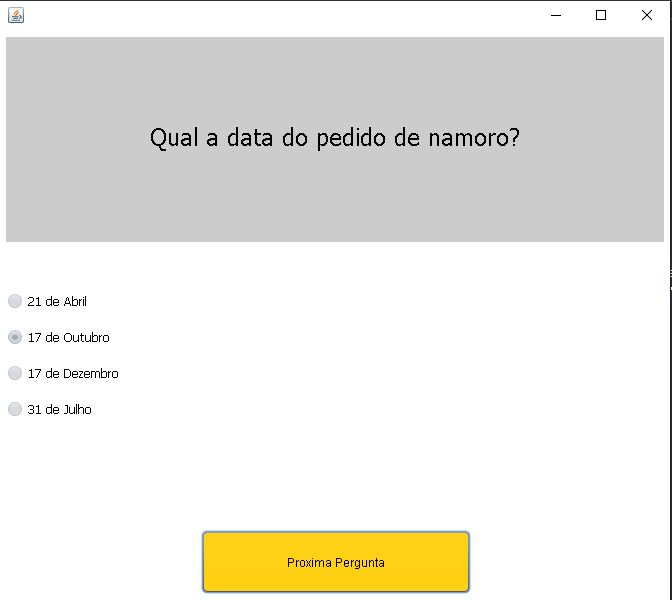 Qual a data do pedido de namoro?
21 de Abril
17 de Outubro
17 de Dezembro
31 de Julho
Proxima Pergunta